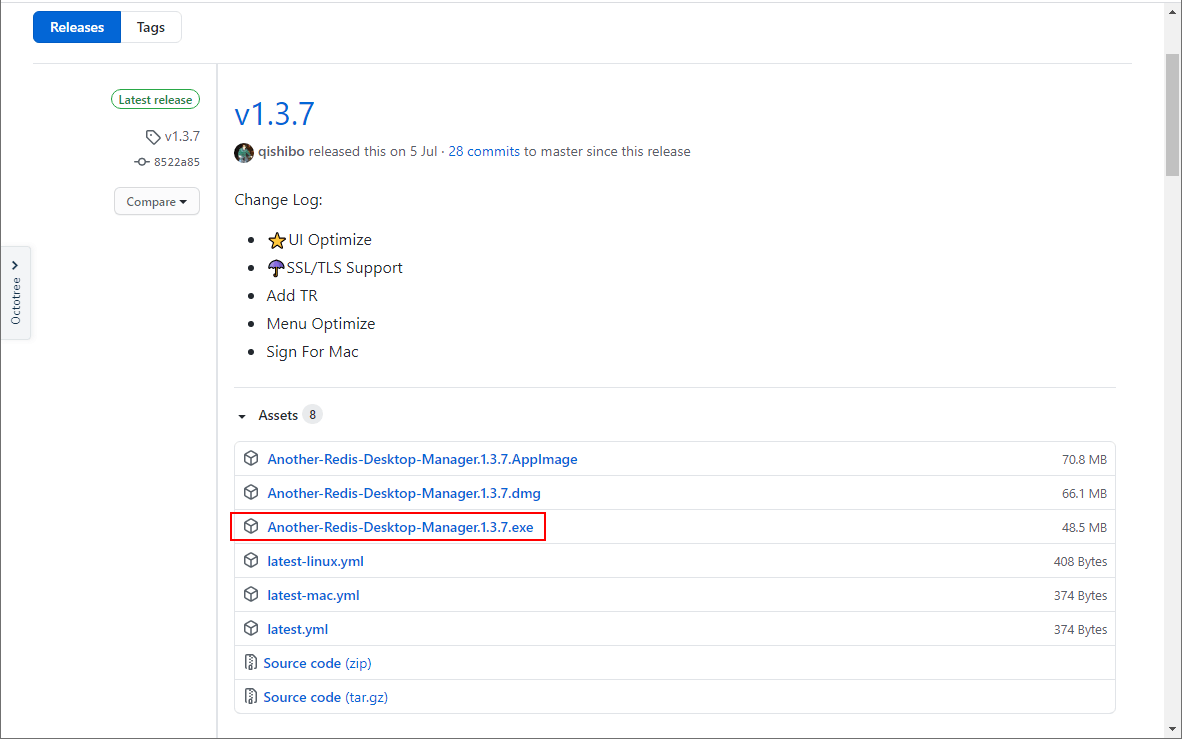 Releases Tags
Latest release
v1.3.7
8522a85
Compare
Octotree
v1.3.7
qishibo released this on 5 Jul · 28 commits to master since this release
Change Log:
⭐UI Optimize
☂SSL/TLS Support
Add TR
Menu Optimize
Sign For Mac
Assets 8
Another-Redis-Desktop-Manager.1.3.7.AppImage 70.8 MB
Another-Redis-Desktop-Manager.1.3.7.dmg 66.1 MB
Another-Redis-Desktop-Manager.1.3.7.exe 48.5 MB
latest-linux.yml 408 Bytes
latest-mac.yml 374 Bytes
latest.yml 374 Bytes
Source code (zip)
Source code (tar.gz)